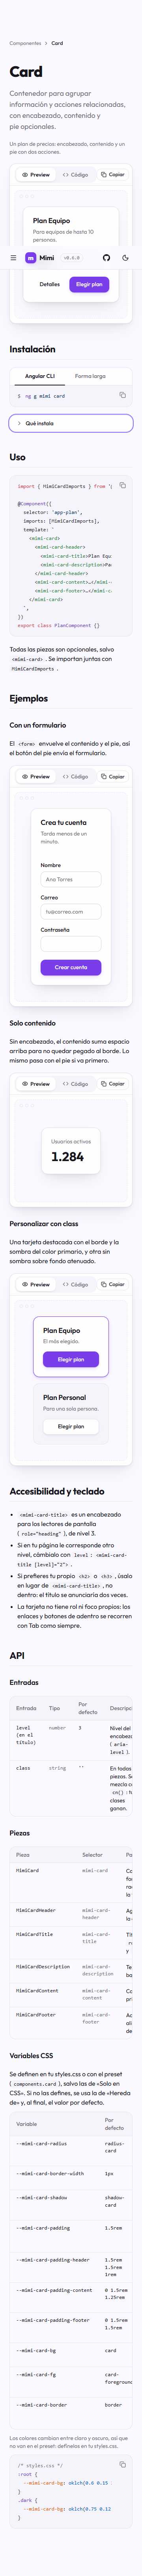 Componentes > Card
Card
Contenedor para agrupar
información y acciones relacionadas,
con encabezado, contenido y
pie opcionales.
Un plan de precios: encabezado, contenido y un
pie con dos acciones.
Preview
Código
Copiar
Plan Equipo
Para equipos de hasta 10
personas.
m Mimi v0.6.0
Detalles
Elegir plan
Instalación
Angular CLI
Forma larga
$ ng g mimi card
Qué instala
Uso
import { MimiCardImports } from '
@Component({
selector: 'app-plan',
imports: [MimiCardImports],
template: `
<mimi-card>
<mimi-card-header>
<mimi-card-title>Plan Equi
<mimi-card-description>Pa
</mimi-card-header>
<mimi-card-content>…</mimi-
<mimi-card-footer>…</mimi-c
</mimi-card>
`,
})
export class PlanComponent {}
Todas las piezas son opcionales, salvo
<mimi-card> . Se importan juntas con
MimiCardImports .
Ejemplos
Con un formulario
El <form> envuelve el contenido y el pie, así
el botón del pie envía el formulario.
Preview
Código
Copiar
Crea tu cuenta
Tarda menos de un
minuto.
Nombre
Ana Torres
Correo
tu@correo.com
Contraseña
Crear cuenta
Solo contenido
Sin encabezado, el contenido suma espacio
arriba para no quedar pegado al borde. Lo
mismo pasa con el pie si va primero.
Preview
Código
Copiar
Usuarios activos
1.284
Personalizar con class
Una tarjeta destacada con el borde y la
sombra del color primario, y otra sin
sombra sobre fondo atenuado.
Preview
Código
Copiar
Plan Equipo
El más elegido.
Elegir plan
Plan Personal
Para una sola persona.
Elegir plan
Accesibilidad y teclado
• <mimi-card-title> es un encabezado
para los lectores de pantalla
( role="heading" ), de nivel 3.
• Si en tu página le corresponde otro
nivel, cámbialo con level : <mimi-card-
title [level]="2"> .
• Si prefieres tu propio <h2> o <h3> , úsalo
en lugar de <mimi-card-title> , no
dentro: el título se anunciaría dos veces.
• La tarjeta no tiene rol ni foco propios: los
enlaces y botones de adentro se recorren
con Tab como siempre.
API
Entradas
Entrada Tipo Por defecto Descripc
level (en el título) number 3 Nivel del encabeza ( aria-level ).
class string '' En todas piezas. Se mezcla c cn() : t clases ganan.
Piezas
Pieza Selector Pa
MimiCard mimi-card
MimiCardHeader mimi-card-header
MimiCardTitle mimi-card-title
MimiCardDescription mimi-card-description
MimiCardContent mimi-card-content
MimiCardFooter mimi-card-footer
Variables CSS
Se definen en tu styles.css o con el preset
( components.card ), salvo las de «Solo en
CSS». Si no las defines, se usa la de «Hereda
de» y, al final, el valor por defecto.
Variable Por defecto
--mimi-card-radius radius-card
--mimi-card-border-width 1px
--mimi-card-shadow shadow-card
--mimi-card-padding 1.5rem
--mimi-card-padding-header 1.5rem 1.5rem 1rem
--mimi-card-padding-content 0 1.5rem 1.25rem
--mimi-card-padding-footer 0 1.5rem 1.5rem
--mimi-card-bg card
--mimi-card-fg card-foreground
--mimi-card-border border
Los colores cambian entre claro y oscuro, así que
no van en el preset: defínelos en tu styles.css.
/* styles.css */
:root {
--mimi-card-bg: oklch(0.6 0.15
}
.dark {
--mimi-card-bg: oklch(0.75 0.12
}